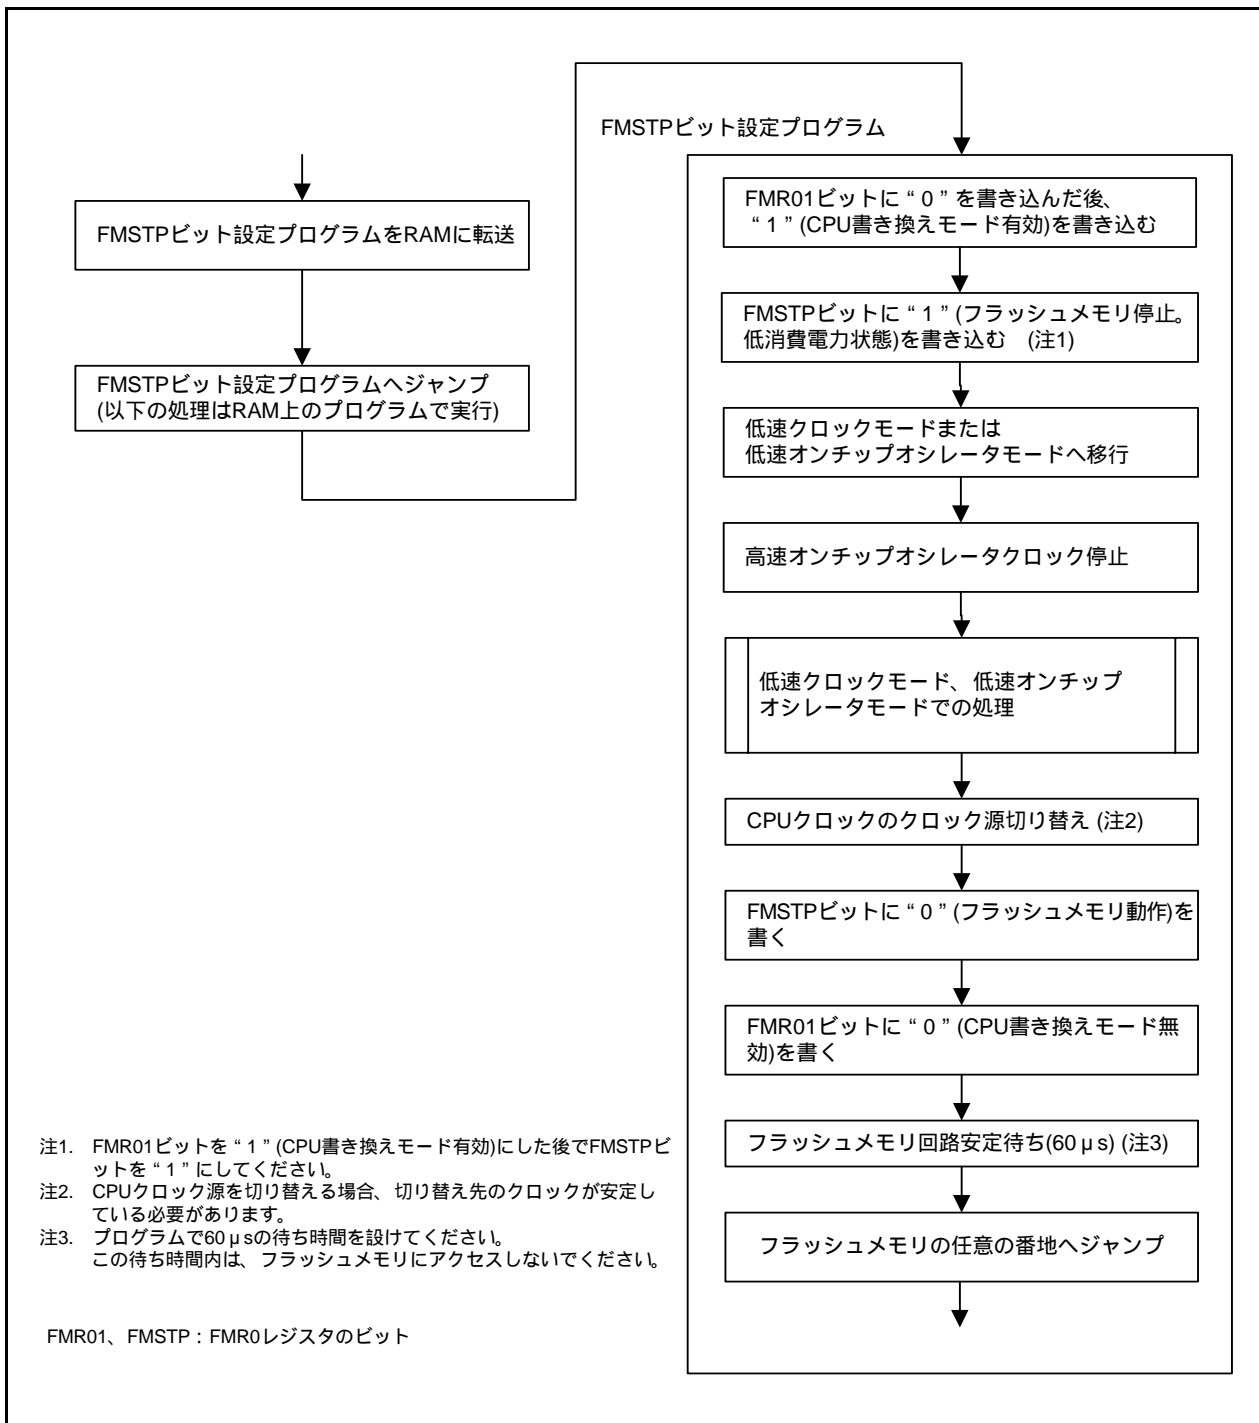 FMSTPビット設定プログラムをRAMに転送
FMSTPビット設定プログラムへジャンプ
(以下の処理はRAM上のプログラムで実行)
FMSTPビット設定プログラム
FMR01ビットに“0”を書き込んだ後、
“1”(CPU書き換えモード有効)を書き込む
FMSTPビットに“1”(フラッシュメモリ停止。
低消費電力状態)を書き込む (注1)
低速クロックモードまたは
低速オンチップオシレータモードへ移行
高速オンチップオシレータクロック停止
低速クロックモード、低速オンチップ
オシレータモードでの処理
CPUクロックのクロック源切り替え (注2)
FMSTPビットに“0”(フラッシュメモリ動作)を
書く
FMR01ビットに“0”(CPU書き換えモード無
効)を書く
フラッシュメモリ回路安定待ち(60μs) (注3)
フラッシュメモリの任意の番地へジャンプ
注1. FMR01ビットを“1”(CPU書き換えモード有効)にした後でFMSTPビ
ットを“1”にしてください。
注2. CPUクロック源を切り替える場合、切り替え先のクロックが安定し
ている必要があります。
注3. プログラムで60μsの待ち時間を設けてください。
この待ち時間内は、フラッシュメモリにアクセスしないでください。
FMR01、FMSTP：FMR0レジスタのビット